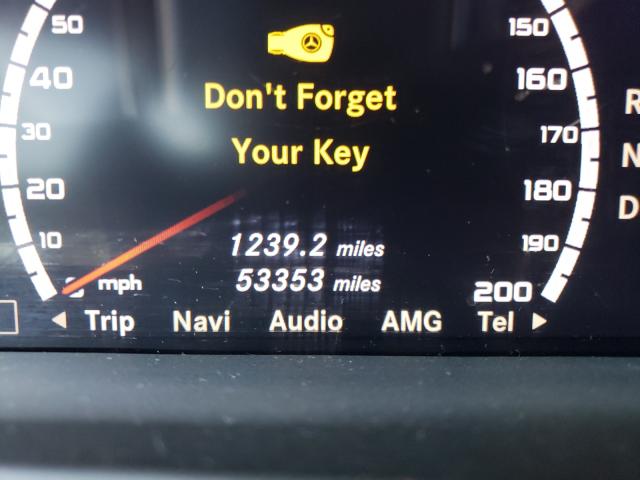 50
150
40
Don't Forget
160
R
30
Your Key
170
N
20
180
D
10
1239.2 miles
190
0 mph
53353 miles
200
Trip Navi Audio AMG Tel